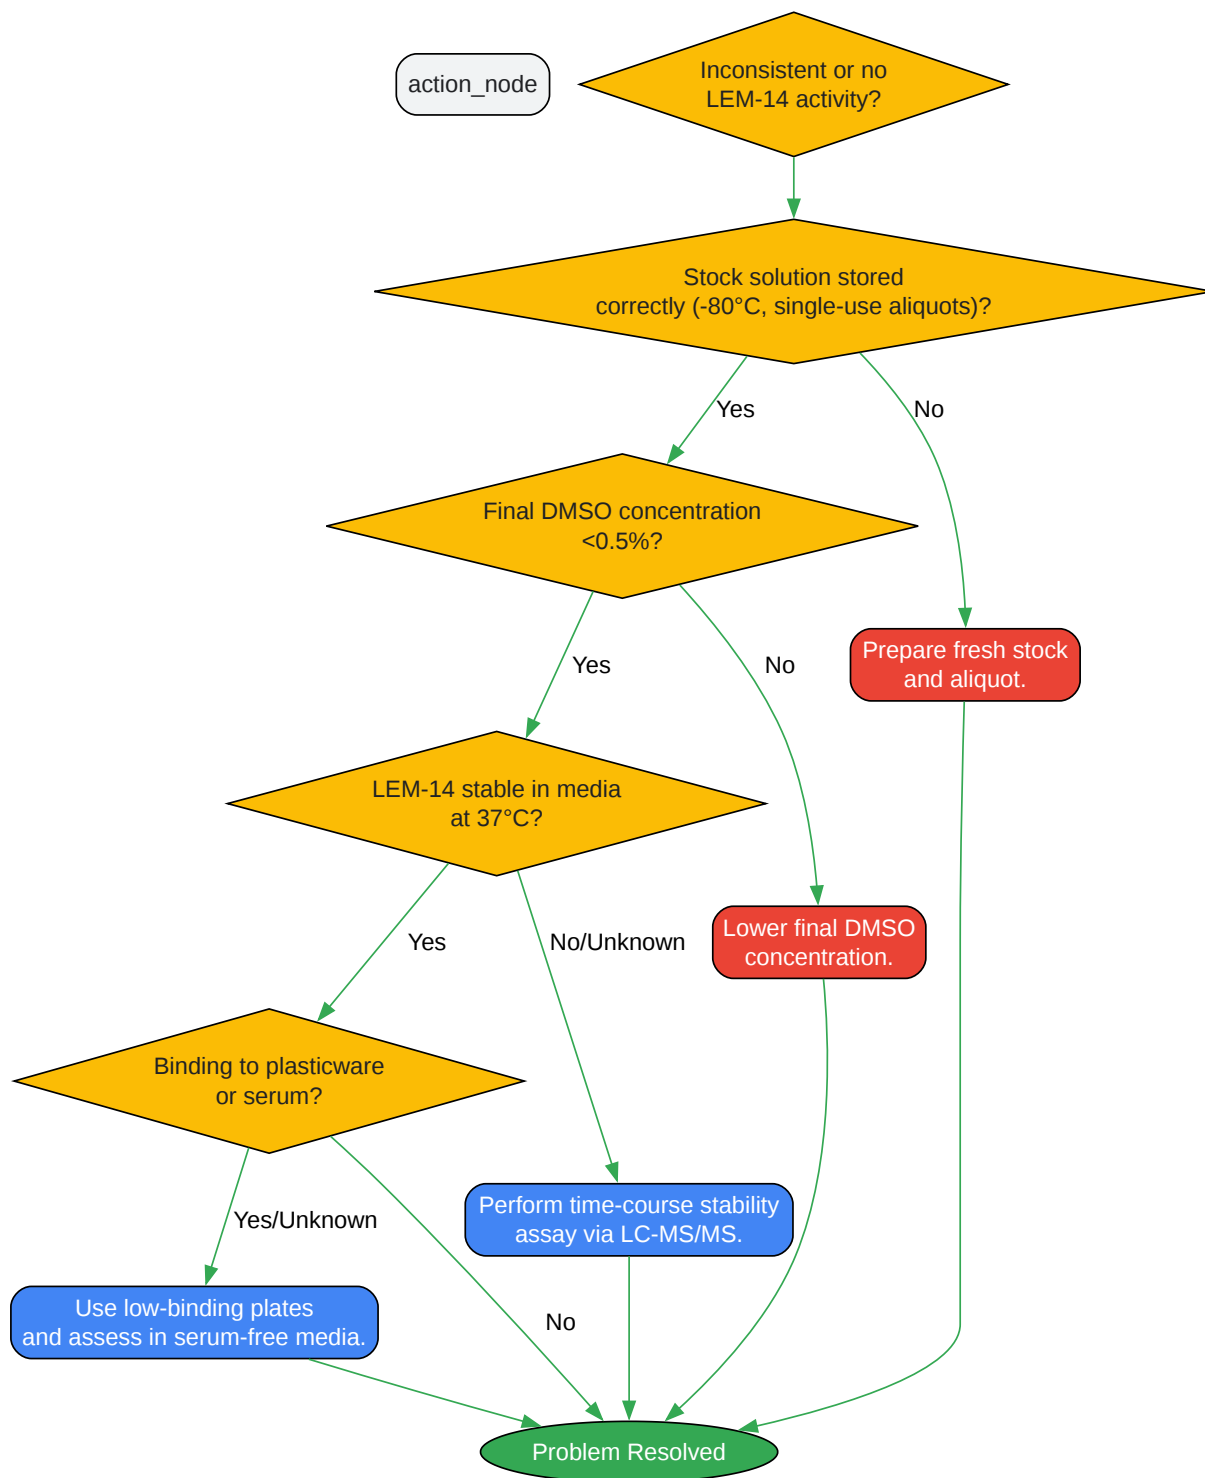 action_node
Inconsistent or no
LEM-14 activity?
Stock solution stored
correctly (-80°C, single-use aliquots)?
Yes
No
Final DMSO concentration
<0.5%?
Yes
No
Prepare fresh stock
and aliquot.
LEM-14 stable in media
at 37°C?
Yes
No/Unknown
Lower final DMSO
concentration.
Binding to plasticware
or serum?
Yes/Unknown
Perform time-course stability
assay via LC-MS/MS.
Use low-binding plates
and assess in serum-free media.
No
Problem Resolved